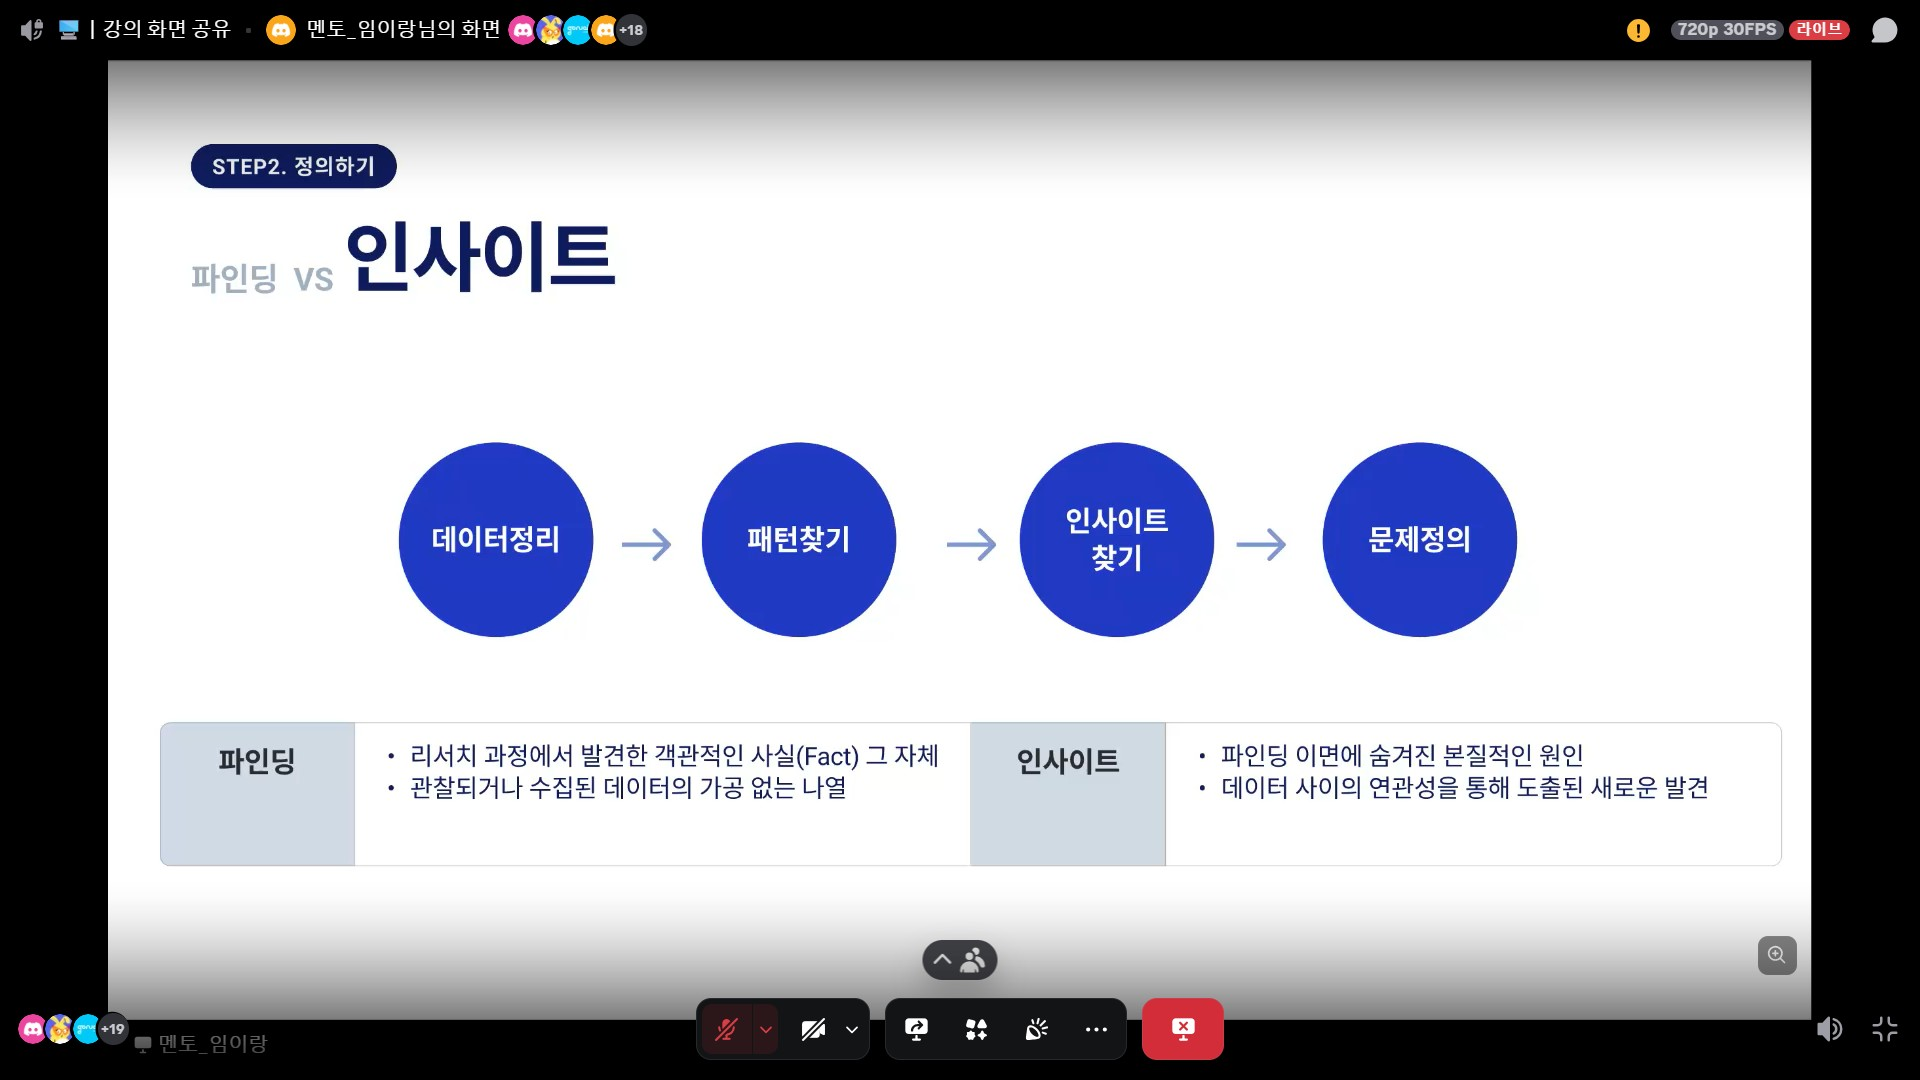 | 강의 화면 공유 • 멘토_임이랑님의 화면 +18
720p 30FPS 라이브
STEP2. 정의하기
파인딩 VS 인사이트
데이터정리
패턴찾기
인사이트
찾기
문제정의
파인딩
• 리서치 과정에서 발견한 객관적인 사실(Fact) 그 자체
• 관찰되거나 수집된 데이터의 가공 없는 나열
인사이트
• 파인딩 이면에 숨겨진 본질적인 원인
• 데이터 사이의 연관성을 통해 도출된 새로운 발견
+19
멘토_임이랑